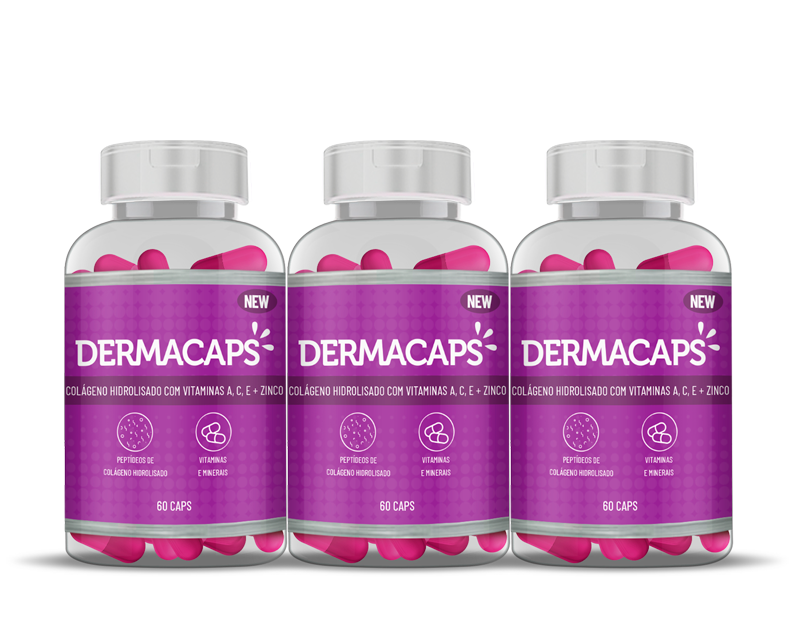 NEW
DERMACAPS
COLÁGENO HIDROLISADO COM VITAMINAS A, C, E + ZINCO
PEPTÍDEOS DE
COLÁGENO HIDROLISADO
VITAMINAS
E MINERAIS
60 CAPS
NEW
DERMACAPS
COLÁGENO HIDROLISADO COM VITAMINAS A, C, E + ZINCO
PEPTÍDEOS DE
COLÁGENO HIDROLISADO
VITAMINAS
E MINERAIS
60 CAPS
NEW
DERMACAPS
COLÁGENO HIDROLISADO COM VITAMINAS A, C, E + ZINCO
PEPTÍDEOS DE
COLÁGENO HIDROLISADO
VITAMINAS
E MINERAIS
60 CAPS